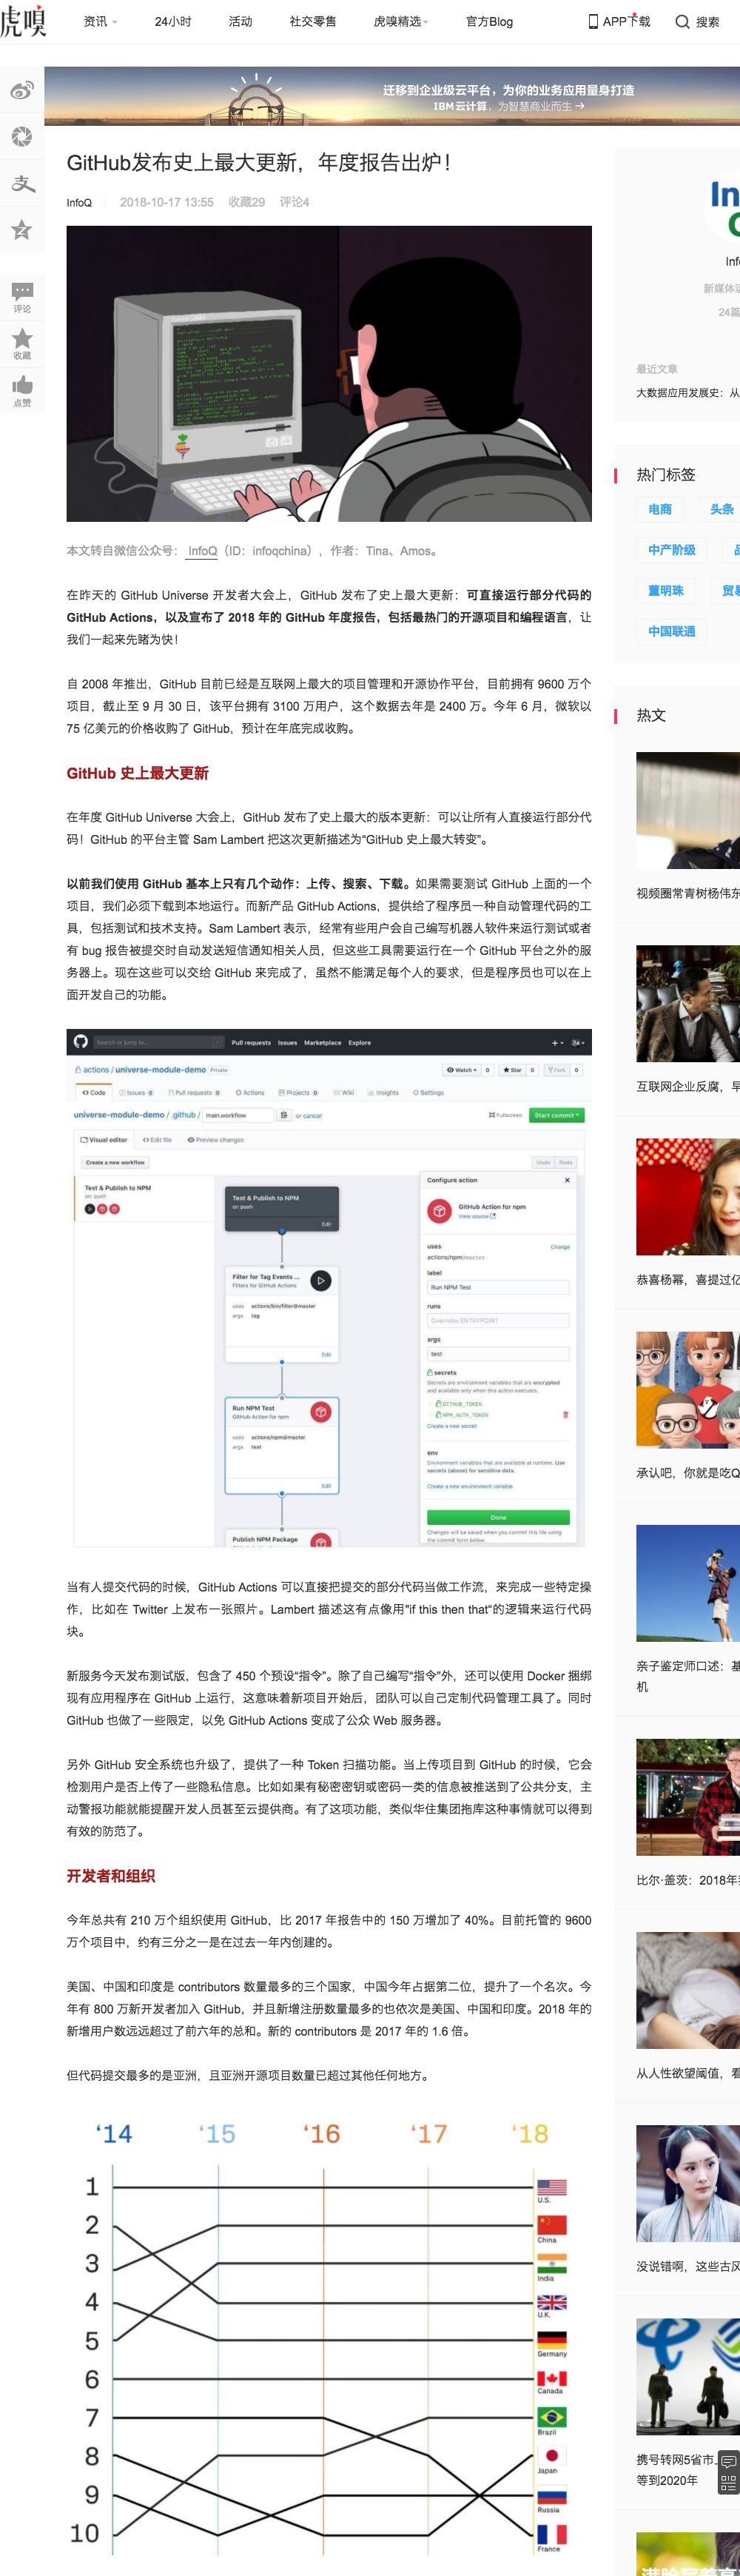 虎嗅
资讯
24小时
活动
社交零售
虎嗅精选
官方Blog
APP下载
搜索
迁移到企业级云平台，为你的业务应用量身打造
IBM云计算，为智慧商业而生→
GitHub发布史上最大更新，年度报告出炉！
InfoQ
2018-10-17 13:55
收藏29
评论4
评论
收藏
点赞
本文转自微信公众号：InfoQ（ID：infoqchina），作者：Tina、Amos。
在昨天的 GitHub Universe 开发者大会上，GitHub 发布了史上最大更新：可直接运行部分代码的
GitHub Actions，以及宣布了 2018 年的 GitHub 年度报告，包括最热门的开源项目和编程语言，让
我们一起来先睹为快！
自 2008 年推出，GitHub 目前已经是互联网上最大的项目管理和开源协作平台，目前拥有 9600 万个
项目，截止至 9 月 30 日，该平台拥有 3100 万用户，这个数据去年是 2400 万。今年 6 月，微软以
75 亿美元的价格收购了 GitHub，预计在年底完成收购。
GitHub 史上最大更新
在年度 GitHub Universe 大会上，GitHub 发布了史上最大的版本更新：可以让所有人直接运行部分代
码！GitHub 的平台主管 Sam Lambert 把这次更新描述为“GitHub 史上最大转变”。
以前我们使用 GitHub 基本上只有几个动作：上传、搜索、下载。如果需要测试 GitHub 上面的一个
项目，我们必须下载到本地运行。而新产品 GitHub Actions，提供给了程序员一种自动管理代码的工
具，包括测试和技术支持。Sam Lambert 表示，经常有些用户会自己编写机器人软件来运行测试或者
有 bug 报告被提交时自动发送短信通知相关人员，但这些工具需要运行在一个 GitHub 平台之外的服
务器上。现在这些可以交给 GitHub 来完成了，虽然不能满足每个人的要求，但是程序员也可以在上
面开发自己的功能。
Search or jump to...
Pull requests Issues Marketplace Explore
actions / universe-module-demo Private
Watch 0 Star 0 Fork 0
Code Issues 0 Pull requests 0 Actions Projects 0 Wiki Insights Settings
universe-module-demo / .github / main.workflow or cancel
Fullscreen Start commit
Visual editor Edit file Preview changes
Create a new workflow
Undo Redo
Test & Publish to NPM
on: push
Test & Publish to NPM
on push
Edit
Filter for Tag Events ...
Filters for GitHub Actions
uses actions/bin/filter@master
args tag
Edit
Run NPM Test
GitHub Action for npm
uses actions/npm@master
args test
Edit
Publish NPM Package
Configure action
GitHub Action for npm
View source
uses
Change
actions/npm@master
label
Run NPM Test
runs
Overrides ENTRYPOINT
args
test
secrets
Secrets are environment variables that are encrypted
and available only when this action executes.
GITHUB_TOKEN
NPM_AUTH_TOKEN
Create a new secret
env
Environment variables that are available at runtime. Use
secrets (above) for sensitive data.
Create a new environment variable
Done
Changes will be saved when you commit this file using
the commit form below.
当有人提交代码的时候，GitHub Actions 可以直接把提交的部分代码当做工作流，来完成一些特定操
作，比如在 Twitter 上发布一张照片。Lambert 描述这有点像用"if this then that"的逻辑来运行代码
块。
新服务今天发布测试版，包含了 450 个预设“指令”。除了自己编写“指令”外，还可以使用 Docker 捆绑
现有应用程序在 GitHub 上运行，这意味着新项目开始后，团队可以自己定制代码管理工具了。同时
GitHub 也做了一些限定，以免 GitHub Actions 变成了公众 Web 服务器。
另外 GitHub 安全系统也升级了，提供了一种 Token 扫描功能。当上传项目到 GitHub 的时候，它会
检测用户是否上传了一些隐私信息。比如如果有秘密密钥或密码一类的信息被推送到了公共分支，主
动警报功能就能提醒开发人员甚至云提供商。有了这项功能，类似华住集团拖库这种事情就可以得到
有效的防范了。
开发者和组织
今年总共有 210 万个组织使用 GitHub，比 2017 年报告中的 150 万增加了 40%。目前托管的 9600
万个项目中，约有三分之一是在过去一年内创建的。
美国、中国和印度是 contributors 数量最多的三个国家，中国今年占据第二位，提升了一个名次。今
年有 800 万新开发者加入 GitHub，并且新增注册数量最多的也依次是美国、中国和印度。2018 年的
新增用户数远远超过了前六年的总和。新的 contributors 是 2017 年的 1.6 倍。
但代码提交最多的是亚洲，且亚洲开源项目数量已超过其他任何地方。
‘14 ‘15 ‘16 ‘17 ‘18
1
U.S.
2
China
3
India
4
U.K.
5
Germany
6
Canada
7
Brazil
8
Japan
9
Russia
10
France
In
新媒体
24篇
最近文章
大数据应用发展史：从
热门标签
电商
头条
中产阶级
董明珠
中国联通
热文
视频圈常青树杨伟东
互联网企业反腐，早
恭喜杨幂，喜提过亿
承认吧，你就是吃Q
亲子鉴定师口述：基
机
比尔·盖茨：2018年
从人性欲望阈值，看
没说错啊，这些古风
携号转网5省市
等到2020年